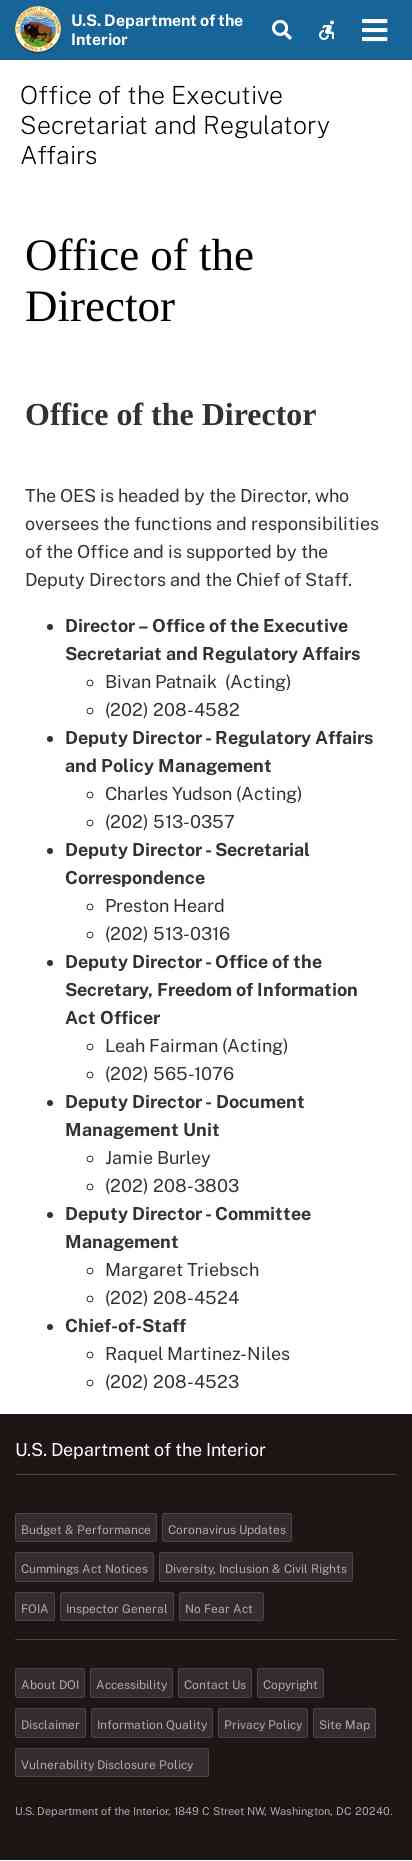 U.S. Department of the
Interior
Office of the Executive
Secretariat and Regulatory
Affairs
Office of the
Director
Office of the Director
The OES is headed by the Director, who
oversees the functions and responsibilities
of the Office and is supported by the
Deputy Directors and the Chief of Staff.
Director – Office of the Executive
Secretariat and Regulatory Affairs
Bivan Patnaik  (Acting)
(202) 208-4582
Deputy Director - Regulatory Affairs
and Policy Management
Charles Yudson (Acting)
(202) 513-0357
Deputy Director - Secretarial
Correspondence
Preston Heard
(202) 513-0316
Deputy Director - Office of the
Secretary, Freedom of Information
Act Officer
Leah Fairman (Acting)
(202) 565-1076
Deputy Director - Document
Management Unit
Jamie Burley
(202) 208-3803
Deputy Director - Committee
Management
Margaret Triebsch
(202) 208-4524
Chief-of-Staff
Raquel Martinez-Niles
(202) 208-4523
U.S. Department of the Interior
Budget & Performance Coronavirus Updates
Cummings Act Notices Diversity, Inclusion & Civil Rights
FOIA Inspector General No Fear Act
About DOI Accessibility Contact Us Copyright
Disclaimer Information Quality Privacy Policy Site Map
Vulnerability Disclosure Policy
U.S. Department of the Interior, 1849 C Street NW, Washington, DC 20240.